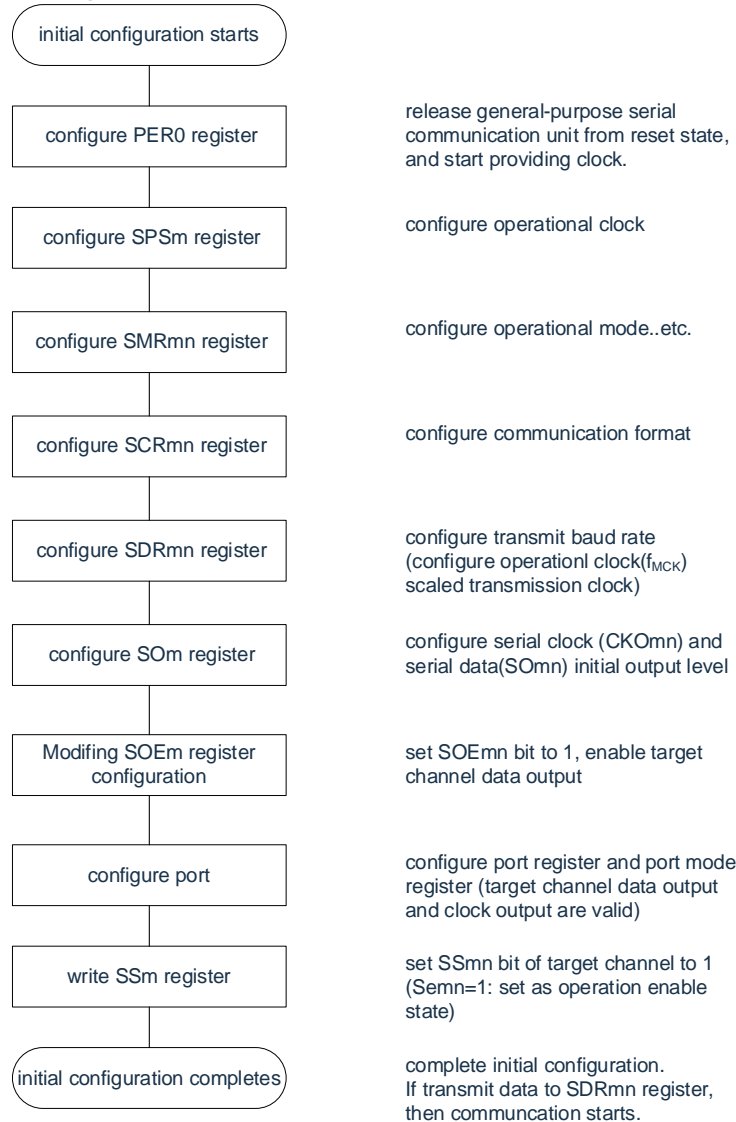 initial configuration starts
configure PER0 register
release general-purpose serial
communication unit from reset state,
and start providing clock.
configure SPSm register
configure operational clock
configure SMRmn register
configure operational mode..etc.
configure SCRmn register
configure communication format
configure SDRmn register
configure transmit baud rate
(configure operationl clock(fMCK)
scaled transmission clock)
configure SOm register
configure serial clock (CKOmn) and
serial data(SOmn) initial output level
Modifing SOEm register
configuration
set SOEmn bit to 1, enable target
channel data output
configure port
configure port register and port mode
register (target channel data output
and clock output are valid)
write SSm register
set SSmn bit of target channel to 1
(Semn=1: set as operation enable
state)
initial configuration completes
complete initial configuration.
If transmit data to SDRmn register,
then communcation starts.